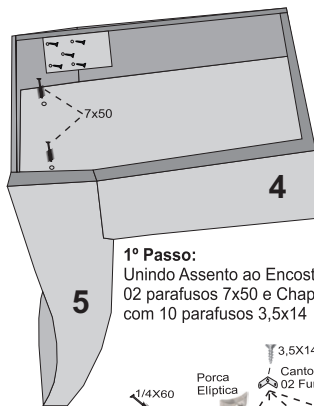 7x50
4
5
1º Passo:
Unindo Assento ao Encost
02 parafusos 7x50 e Chap
com 10 parafusos 3,5x14
3,5X14
Canto
02 Fu
Porca
Elíptica
1/4X60